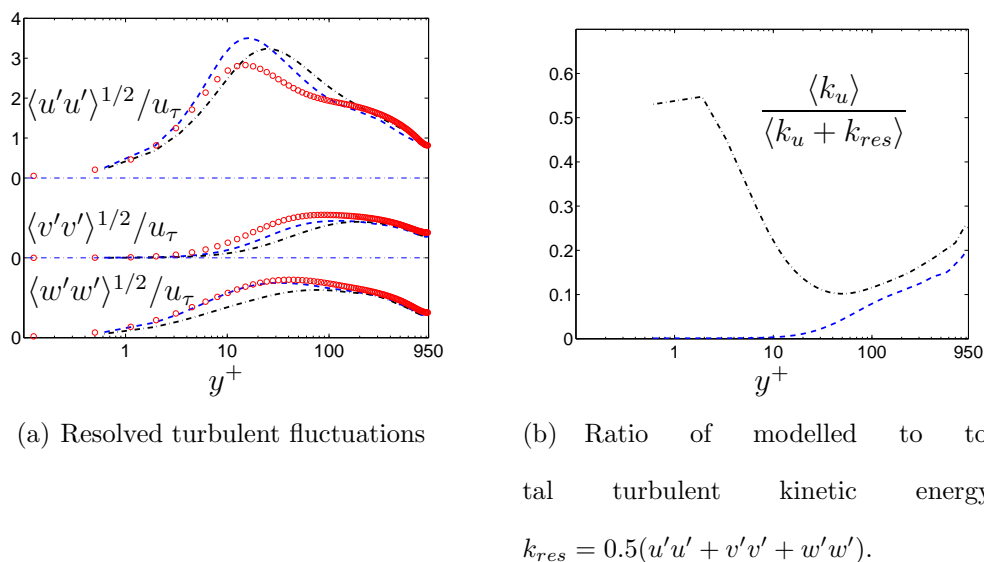 4
3
2
1
0
0
0
⟨u′u′⟩^{1/2}/u_τ
⟨v′v′⟩^{1/2}/u_τ
⟨w′w′⟩^{1/2}/u_τ
1 10 100 950
y⁺
(a) Resolved turbulent fluctuations
0.6
0.5
0.4
0.3
0.2
0.1
0
⟨k_u⟩
⟨k_u + k_{res}⟩
1 10 100 950
y⁺
(b) Ratio of modelled to to
tal turbulent kinetic energy
k_{res} = 0.5(u′u′ + v′v′ + w′w′).